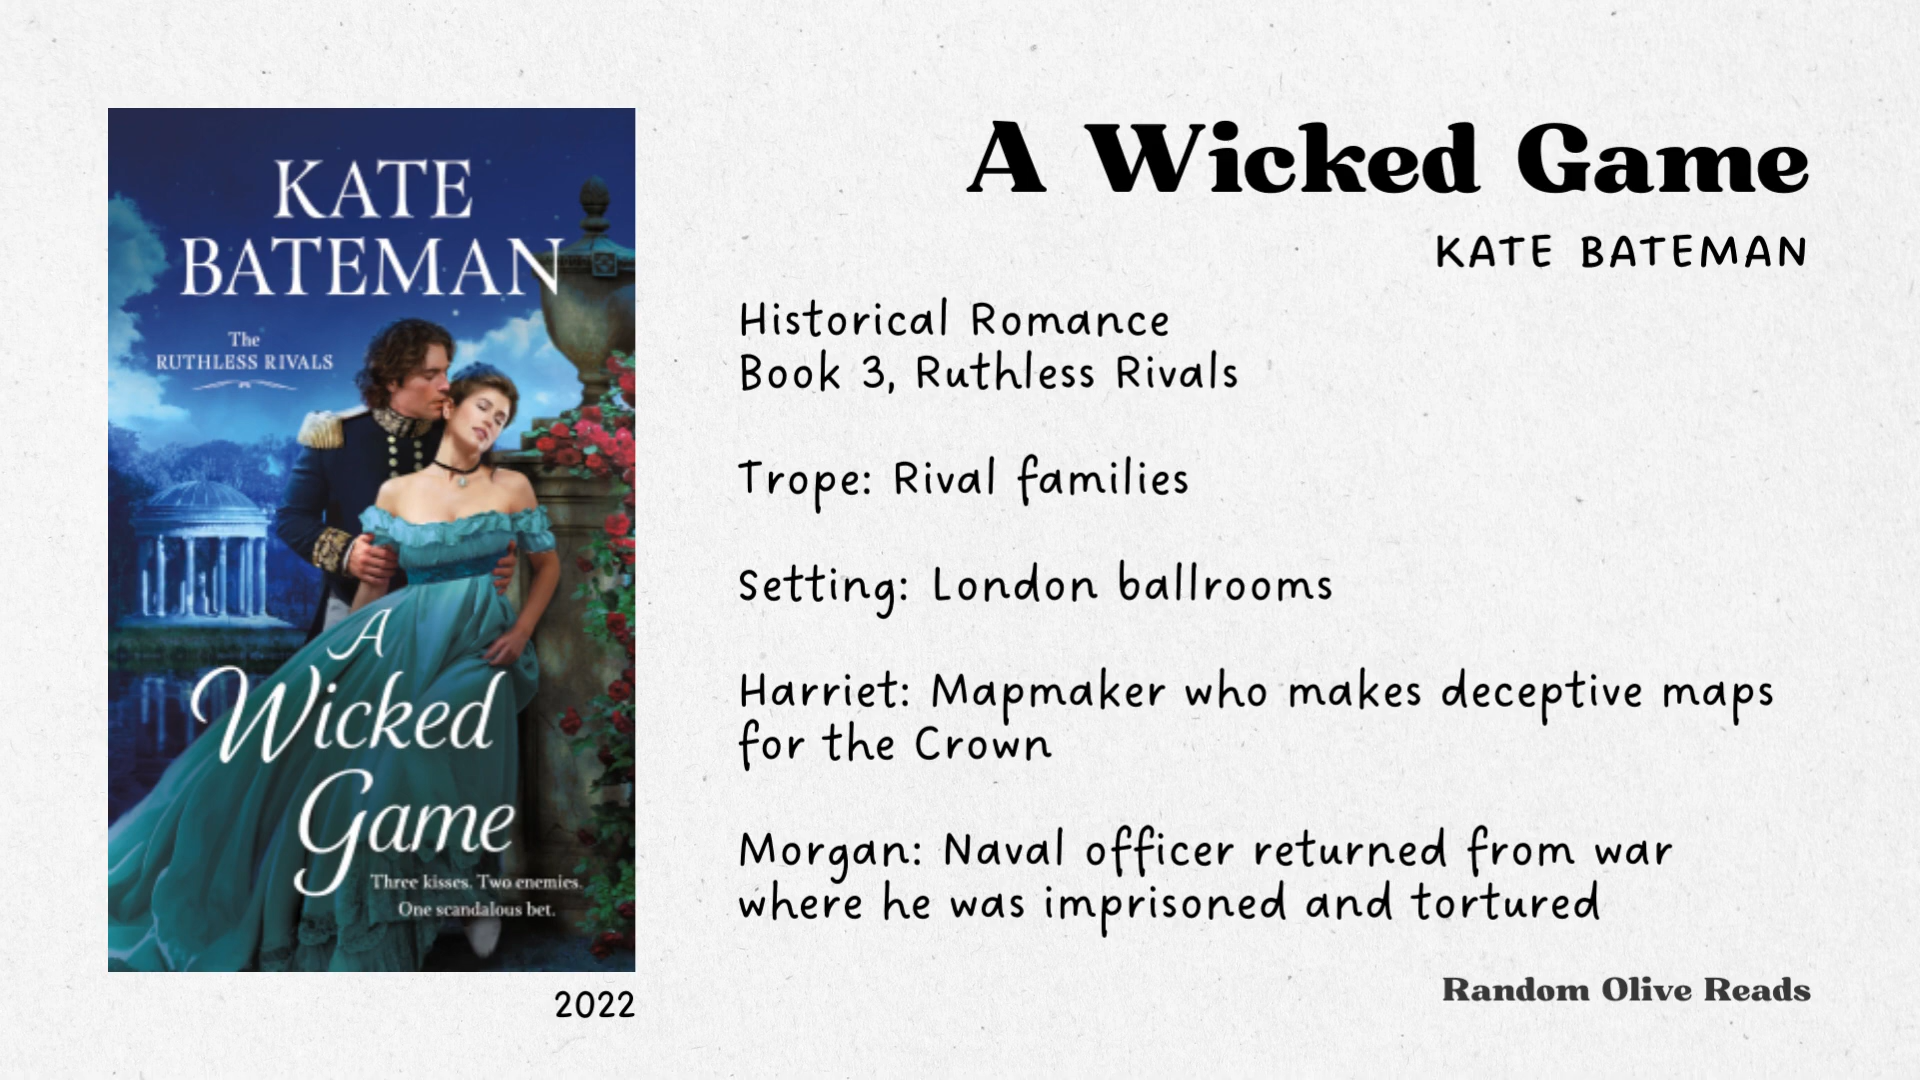 KATE
BATEMAN
The
RUTHLESS RIVALS
A
Wicked
Game
Three kisses. Two enemies.
One scandalous bet.
2022
A Wicked Game
KATE BATEMAN
Historical Romance
Book 3, Ruthless Rivals
Trope: Rival families
Setting: London ballrooms
Harriet: Mapmaker who makes deceptive maps
for the Crown
Morgan: Naval officer returned from war
where he was imprisoned and tortured
Random Olive Reads